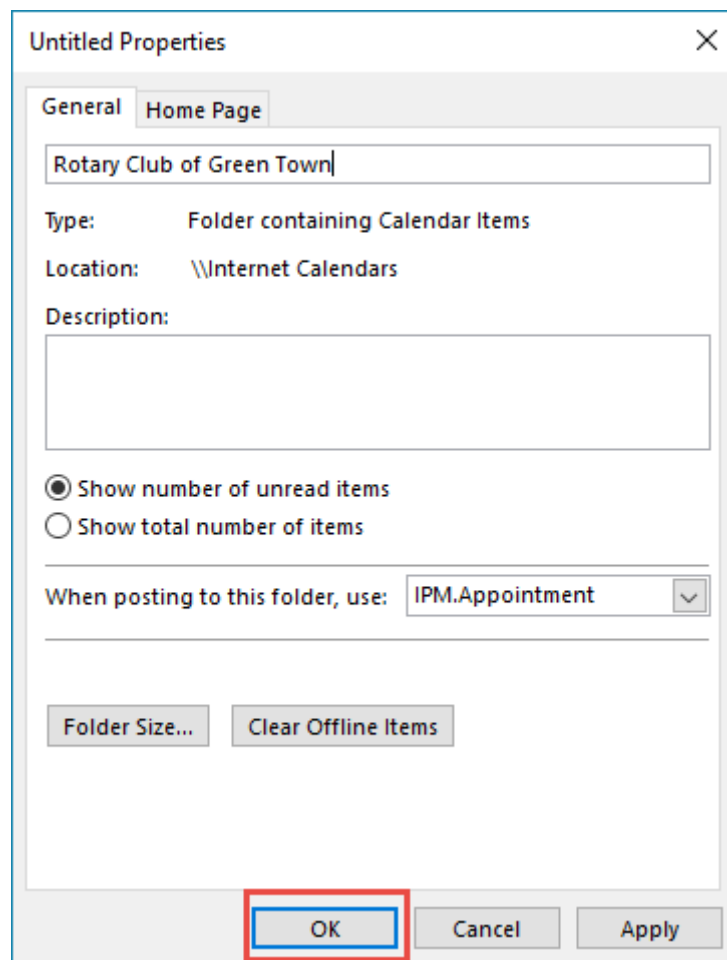 Untitled Properties
General Home Page
Rotary Club of Green Town
Type: Folder containing Calendar Items
Location: \\Internet Calendars
Description:
Show number of unread items
Show total number of items
When posting to this folder, use: IPM.Appointment
Folder Size... Clear Offline Items
OK Cancel Apply